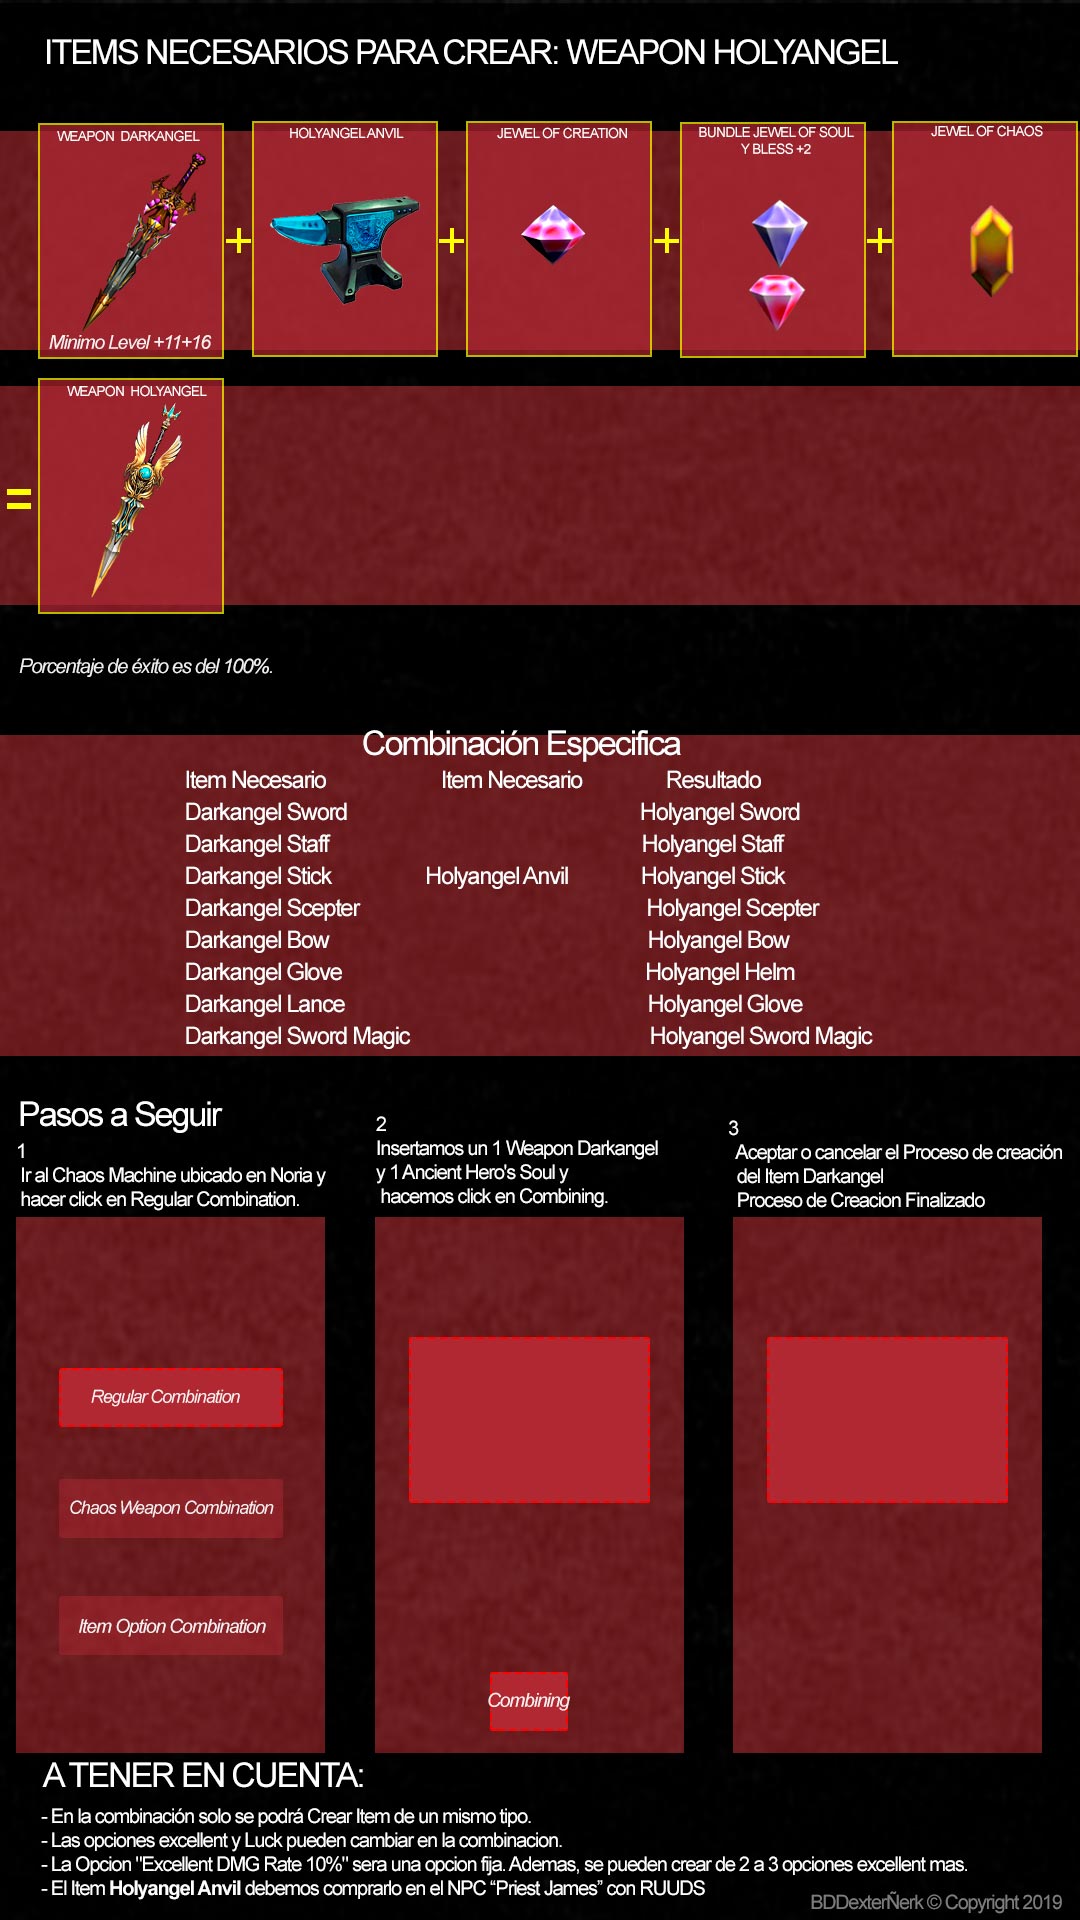 ITEMS NECESARIOS PARA CREAR: WEAPON HOLYANGEL
WEAPON DARKANGEL
Minimo Level +11+16
+
HOLYANGEL ANVIL
+
JEWEL OF CREATION
+
BUNDLE JEWEL OF SOUL
Y BLESS +2
+
JEWEL OF CHAOS
=
WEAPON HOLYANGEL
Porcentaje de éxito es del 100%.
Combinación Especifica
Item Necesario Item Necesario Resultado
Darkangel Sword Holyangel Sword
Darkangel Staff Holyangel Staff
Darkangel Stick Holyangel Anvil Holyangel Stick
Darkangel Scepter Holyangel Scepter
Darkangel Bow Holyangel Bow
Darkangel Glove Holyangel Helm
Darkangel Lance Holyangel Glove
Darkangel Sword Magic Holyangel Sword Magic
Pasos a Seguir
1
Ir al Chaos Machine ubicado en Noria y
hacer click en Regular Combination.
Regular Combination
Chaos Weapon Combination
Item Option Combination
2
Insertamos un 1 Weapon Darkangel
y 1 Ancient Hero's Soul y
hacemos click en Combining.
Combining
3
Aceptar o cancelar el Proceso de creación
del Item Darkangel
Proceso de Creacion Finalizado
A TENER EN CUENTA:
- En la combinación solo se podrá Crear Item de un mismo tipo.
- Las opciones excellent y Luck pueden cambiar en la combinacion.
- La Opcion "Excellent DMG Rate 10%" sera una opcion fija. Ademas, se pueden crear de 2 a 3 opciones excellent mas.
- El Item Holyangel Anvil debemos comprarlo en el NPC “Priest James” con RUUDS
BDDexterÑerk © Copyright 2019